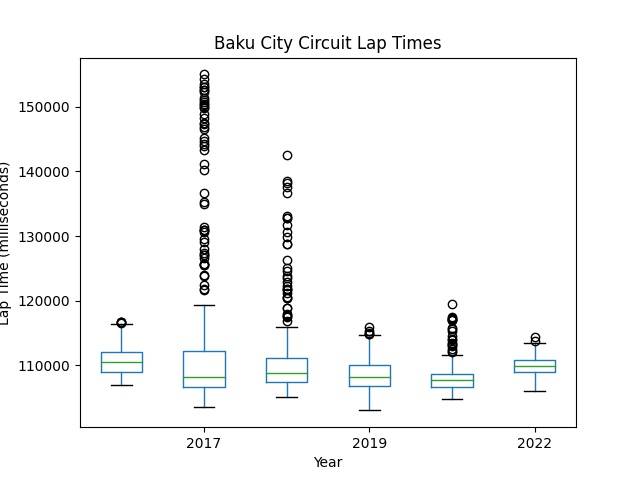 Baku City Circuit Lap Times
Lap Time (milliseconds)
150000
140000
130000
120000
110000
2017
2019
2022
Year